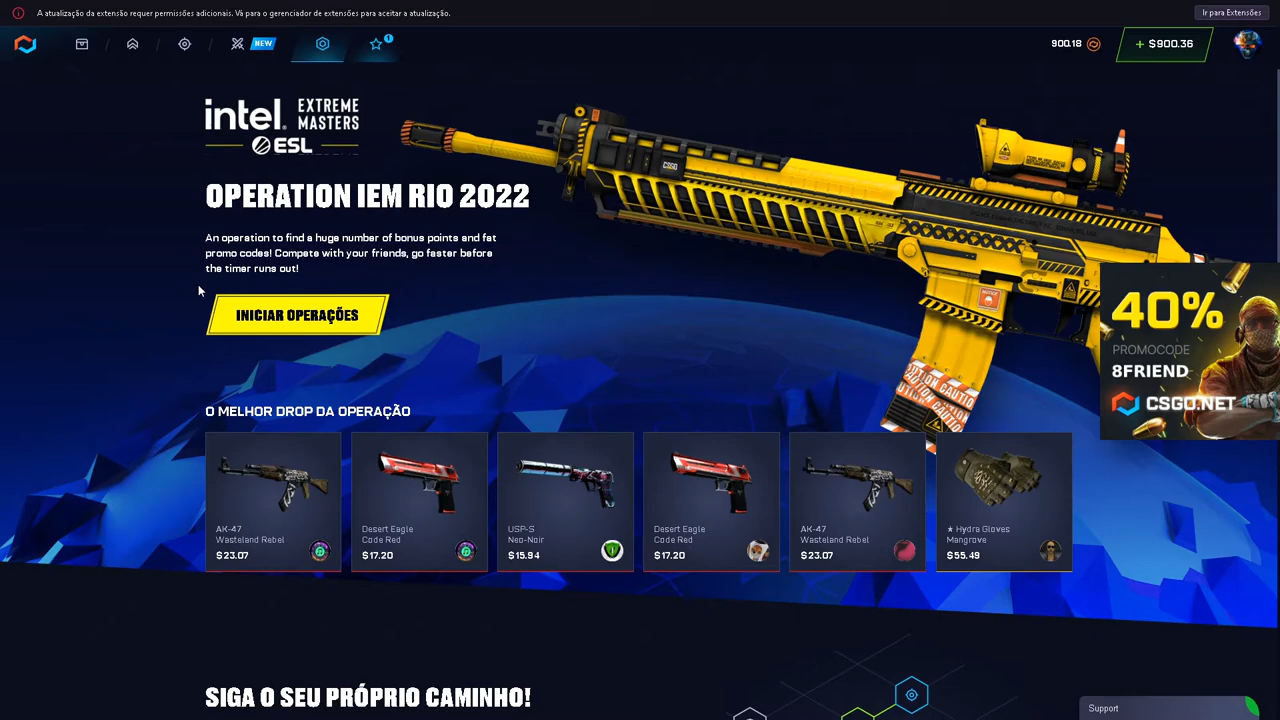 A atualização da extensão requer permissões adicionais. Vá para o gerenciador de extensões para aceitar a atualização.
Ir para Extensões
NEW
1
900.18
+ $900.36
intel.
EXTREME
MASTERS
ESL
OPERATION IEM RIO 2022
An operation to find a huge number of bonus points and fat
promo codes! Compete with your friends, go faster before
the timer runs out!
INICIAR OPERAÇÕES
CSGO
40%
PROMOCODE
8FRIEND
CSGO.NET
O MELHOR DROP DA OPERAÇÃO
AK-47
Wasteland Rebel
$23.07
Desert Eagle
Code Red
$17.20
USP-S
Neo-Noir
$15.94
Desert Eagle
Code Red
$17.20
AK-47
Wasteland Rebel
$23.07
★ Hydra Gloves
Mangrove
$55.49
SIGA O SEU PRÓPRIO CAMINHO!
Support